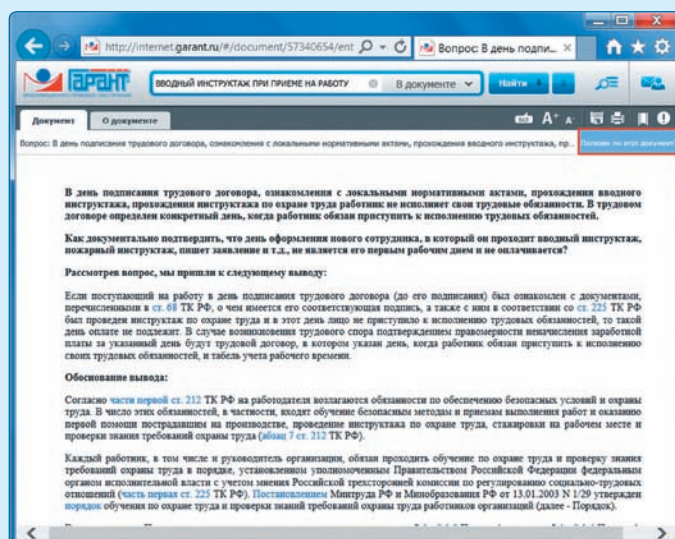 http://internet.garant.ru/#/document/57340654/ent
Вопрос: В день подпи...
ГАРАНТ
ВВОДНЫЙ ИНСТРУКТАЖ ПРИ ПРИЕМЕ НА РАБОТУ
В документе
Найти
Документ
О документе
Вопрос: В день подписания трудового договора, ознакомления с локальными нормативными актами, прохождения вводного инструктажа, пр...
Полезен ли этот документ
В день подписания трудового договора, ознакомления с локальными нормативными актами, прохождения вводного
инструктажа, прохождения инструктажа по охране труда работник не исполняет свои трудовые обязанности. В трудовом
договоре определен конкретный день, когда работник обязан приступить к исполнению трудовых обязанностей.
Как документально подтвердить, что день оформления нового сотрудника, в который он проходит вводный инструктаж,
пожарный инструктаж, пишет заявление и т.д., не является его первым рабочим днем и не оплачивается?
Рассмотрев вопрос, мы пришли к следующему выводу:
Если поступающий на работу в день подписания трудового договора (до его подписания) был ознакомлен с документами,
перечисленными в ст. 68 ТК РФ, о чем имеется его соответствующая подпись, а также с ним в соответствии со ст. 225 ТК РФ
был проведен инструктаж по охране труда и в этот день лицо не приступило к исполнению трудовых обязанностей, то такой
день оплате не подлежит. В случае возникновения трудового спора подтверждением правомерности неначисления заработной
платы за указанный день будут трудовой договор, в котором указан день, когда работник обязан приступить к исполнению
своих трудовых обязанностей, и табель учета рабочего времени.
Обоснование вывода:
Согласно части первой ст. 212 ТК РФ на работодателя возлагаются обязанности по обеспечению безопасных условий и охраны
труда. В число этих обязанностей, в частности, входят обучение безопасным методам и приемам выполнения работ и оказанию
первой помощи пострадавшим на производстве, проведение инструктажа по охране труда, стажировки на рабочем месте и
проверки знания требований охраны труда (абзац 7 ст. 212 ТК РФ).
Каждый работник, в том числе и руководитель организации, обязан проходить обучение по охране труда и проверку знания
требований охраны труда в порядке, установленном уполномоченным Правительством Российской Федерации федеральным
органом исполнительной власти с учетом мнения Российской трехсторонней комиссии по регулированию социально-трудовых
отношений (часть первая ст. 225 ТК РФ). Постановлением Минтруда РФ и Минобразования РФ от 13.01.2003 N 1/29 утвержден
порядок обучения по охране труда и проверки знаний требований охраны труда работников организаций (далее - Порядок).